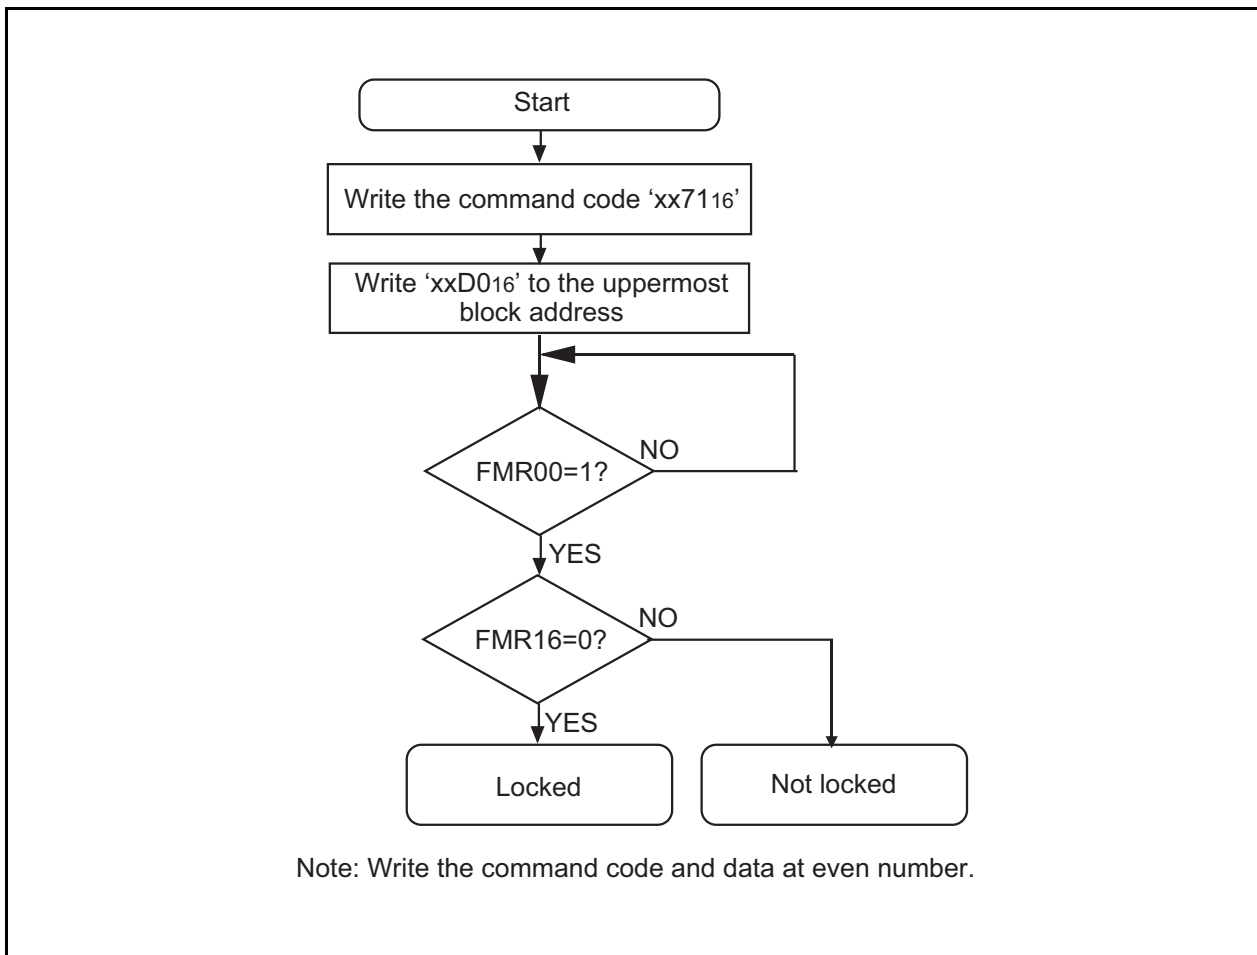 Start
Write the command code ‘xx7116’
Write ‘xxD016’ to the uppermost
block address
NO
FMR00=1?
YES
NO
FMR16=0?
YES
Locked
Not locked
Note: Write the command code and data at even number.